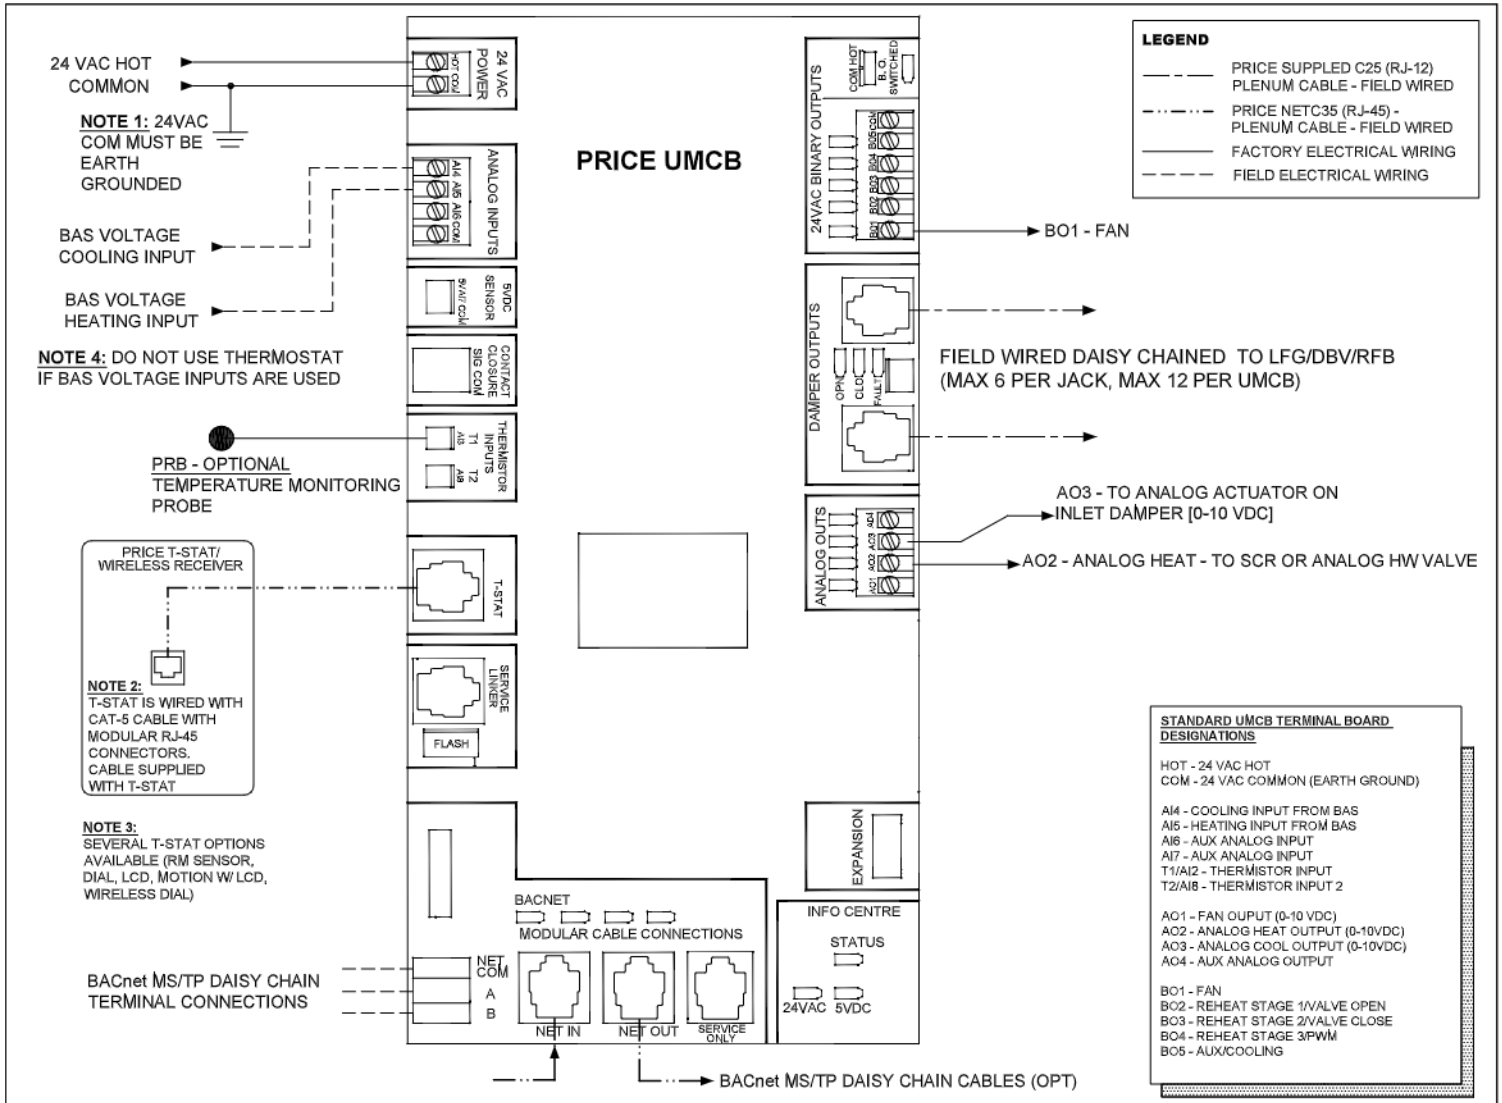 24 VAC HOT
COMMON
NOTE 1: 24VAC
COM MUST BE
EARTH
GROUNDED
BAS VOLTAGE
COOLING INPUT
BAS VOLTAGE
HEATING INPUT
NOTE 4: DO NOT USE THERMOSTAT
IF BAS VOLTAGE INPUTS ARE USED
PRB - OPTIONAL
TEMPERATURE MONITORING
PROBE
PRICE T-STAT/
WIRELESS RECEIVER
NOTE 2:
T-STAT IS WIRED WITH
CAT-5 CABLE WITH
MODULAR RJ-45
CONNECTORS.
CABLE SUPPLIED
WITH T-STAT
NOTE 3:
SEVERAL T-STAT OPTIONS
AVAILABLE (RM SENSOR,
DIAL, LCD, MOTION W/ LCD,
WIRELESS DIAL)
BACnet MS/TP DAISY CHAIN
TERMINAL CONNECTIONS
24 VAC
POWER
HOT COM
ANALOG INPUTS
AI4 AI5 AI6 COM
5VDC
SENSOR
5V AI7 COM
CONTACT
CLOSURE
SIG COM
THERMISTOR
INPUTS
T1 T2
AI8
T-STAT
SERVICE
LINKER
FLASH
BACNET
MODULAR CABLE CONNECTIONS
NET
COM
A
B
NET IN
NET OUT
SERVICE
ONLY
BACnet MS/TP DAISY CHAIN CABLES (OPT)
PRICE UMCB
COM HOT
B. O.
SWITCHED
24VAC BINARY OUTPUTS
BO1 BO2 BO3 BO4 BO5 COM
BO1 - FAN
DAMPER OUTPUTS
OPN
CLO
FAULT
FIELD WIRED DAISY CHAINED TO LFG/DBV/RFB
(MAX 6 PER JACK, MAX 12 PER UMCB)
ANALOG OUTS
AO1 AO2 AO3 AO4
AO3 - TO ANALOG ACTUATOR ON
INLET DAMPER [0-10 VDC]
AO2 - ANALOG HEAT - TO SCR OR ANALOG HW VALVE
EXPANSION
INFO CENTRE
STATUS
24VAC 5VDC
LEGEND
PRICE SUPPLED C25 (RJ-12)
PLENUM CABLE - FIELD WIRED
PRICE NETC35 (RJ-45) -
PLENUM CABLE - FIELD WIRED
FACTORY ELECTRICAL WIRING
FIELD ELECTRICAL WIRING
STANDARD UMCB TERMINAL BOARD
DESIGNATIONS
HOT - 24 VAC HOT
COM - 24 VAC COMMON (EARTH GROUND)
AI4 - COOLING INPUT FROM BAS
AI5 - HEATING INPUT FROM BAS
AI6 - AUX ANALOG INPUT
AI7 - AUX ANALOG INPUT
T1/AI2 - THERMISTOR INPUT
T2/AI8 - THERMISTOR INPUT 2
AO1 - FAN OUPUT (0-10 VDC)
AO2 - ANALOG HEAT OUTPUT (0-10VDC)
AO3 - ANALOG COOL OUTPUT (0-10VDC)
AO4 - AUX ANALOG OUTPUT
BO1 - FAN
BO2 - REHEAT STAGE 1/VALVE OPEN
BO3 - REHEAT STAGE 2/VALVE CLOSE
BO4 - REHEAT STAGE 3/PWM
BO5 - AUX/COOLING